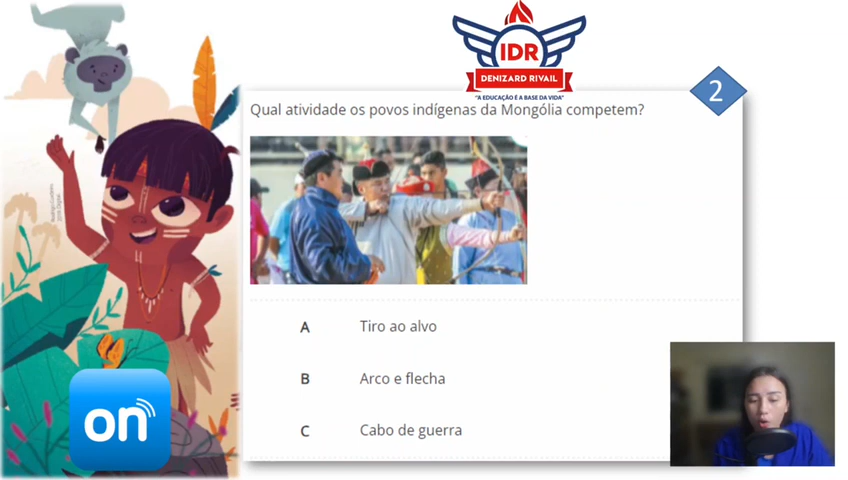 IDR
DENIZARD RIVAIL
"A EDUCAÇÃO É A BASE DA VIDA"
2
Qual atividade os povos indígenas da Mongólia competem?
A Tiro ao alvo
B Arco e flecha
C Cabo de guerra
on